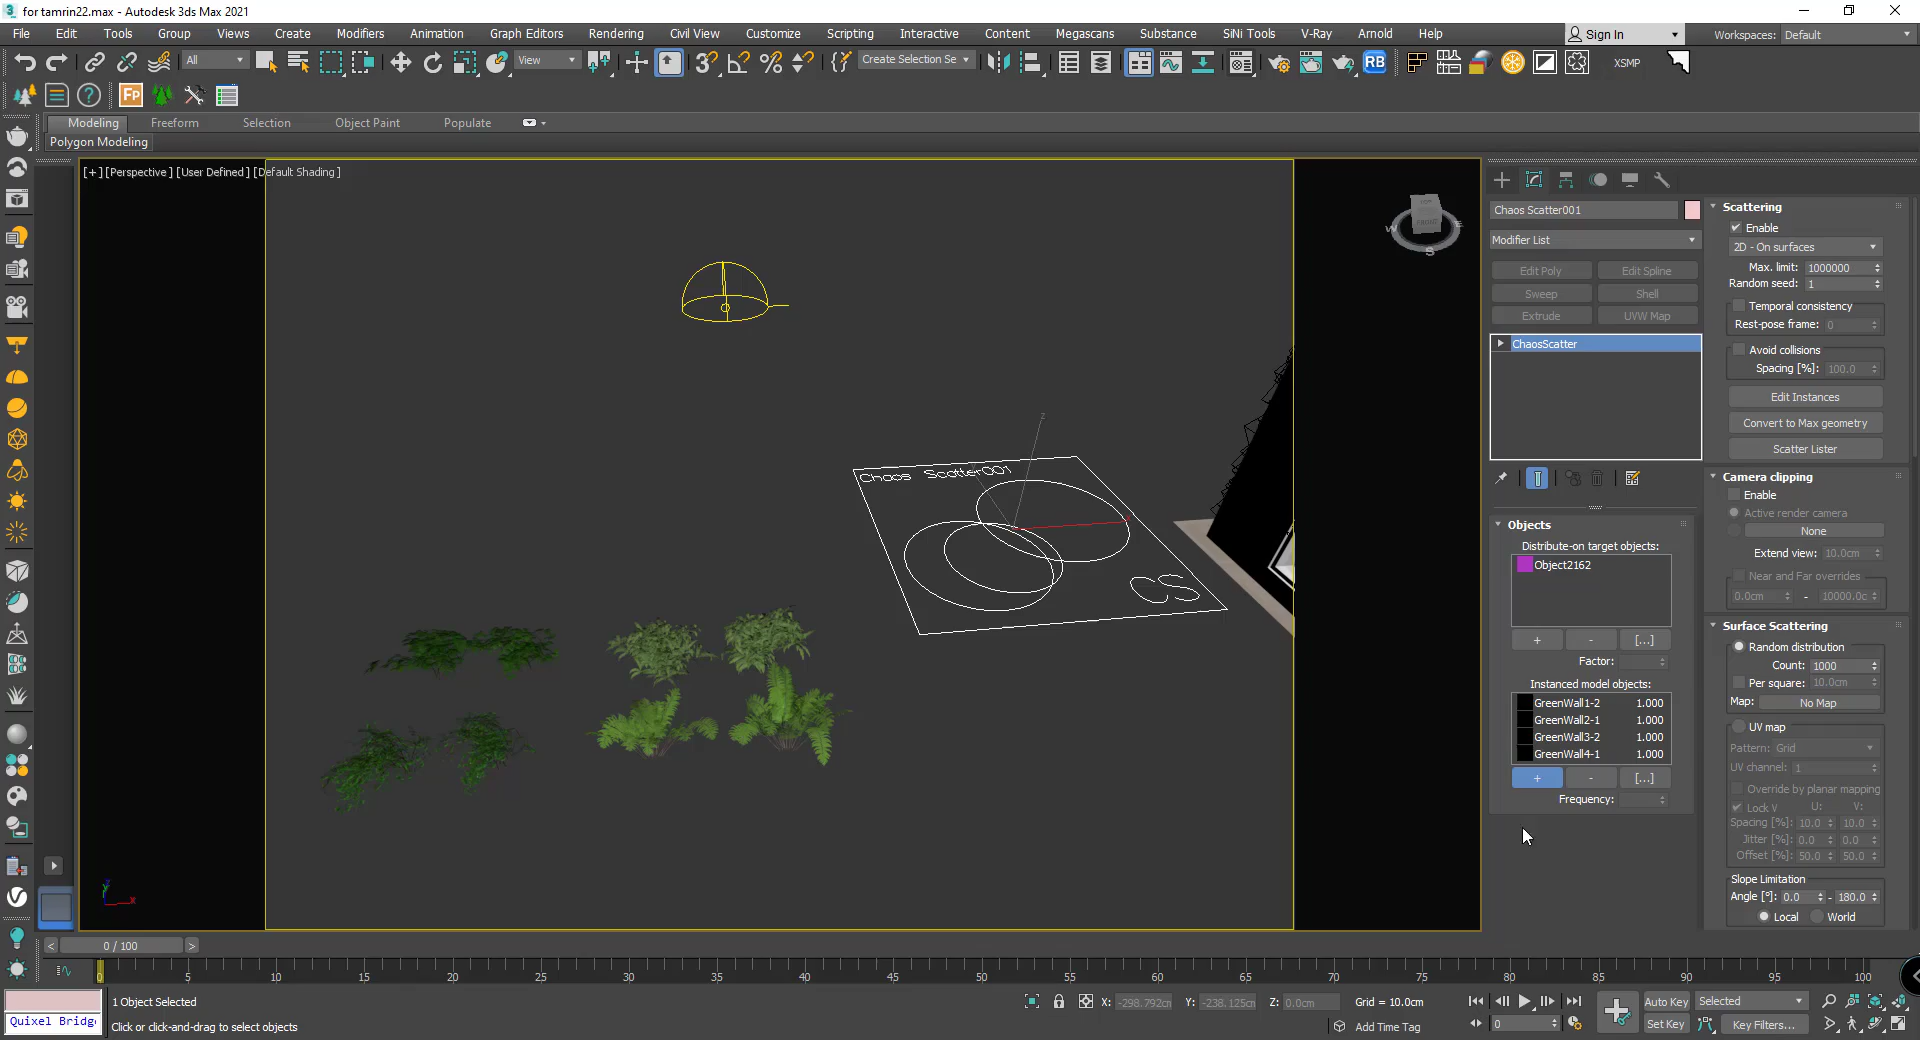 for tamrin22.max - Autodesk 3ds Max 2021
File Edit Tools Group Views Create Modifiers Animation Graph Editors Rendering Civil View Customize Scripting Interactive Content Megascans Substance SiNi Tools V-Ray Arnold Help Sign In Workspaces: Default
All View Create Selection Se RB XSMP
Fp
Modeling Freeform Selection Object Paint Populate
Polygon Modeling
[+] [Perspective ] [User Defined ] [Default Shading ]
Chaos Scatter001
CS
Z
W
E
S
Chaos Scatter001
Modifier List
Edit Poly Edit Spline
Sweep Shell
Extrude UVW Map
ChaosScatter
Objects
Distribute-on target objects:
Object2162
+ - [...]
Factor:
Instanced model objects:
GreenWall1-2 1.000
GreenWall2-1 1.000
GreenWall3-2 1.000
GreenWall4-1 1.000
+ - [...]
Frequency:
Scattering
Enable
2D - On surfaces
Max. limit: 1000000
Random seed: 1
Temporal consistency
Rest-pose frame: 0
Avoid collisions
Spacing [%]: 100.0
Edit Instances
Convert to Max geometry
Scatter Lister
Camera clipping
Enable
Active render camera
None
Extend view: 10.0cm
Near and Far overrides
0.0cm - 10000.0c
Surface Scattering
Random distribution
Count: 1000
Per square: 10.0cm
Map: No Map
UV map
Pattern: Grid
UV channel: 1
Override by planar mapping
Lock V U: V:
Spacing [%]: 10.0 10.0
Jitter [%]: 0.0 0.0
Offset [%]: 50.0 50.0
Slope Limitation
Angle [°]: 0.0 - 180.0
Local World
< 0 / 100 >
0 5 10 15 20 25 30 35 40 45 50 55 60 65 70 75 80 85 90 95 100
1 Object Selected X: -298.792cm Y: -238.125cm Z: 0.0cm Grid = 10.0cm Auto Key Selected
Quixel Bridg Click or click-and-drag to select objects Add Time Tag 0 Set Key Key Filters...